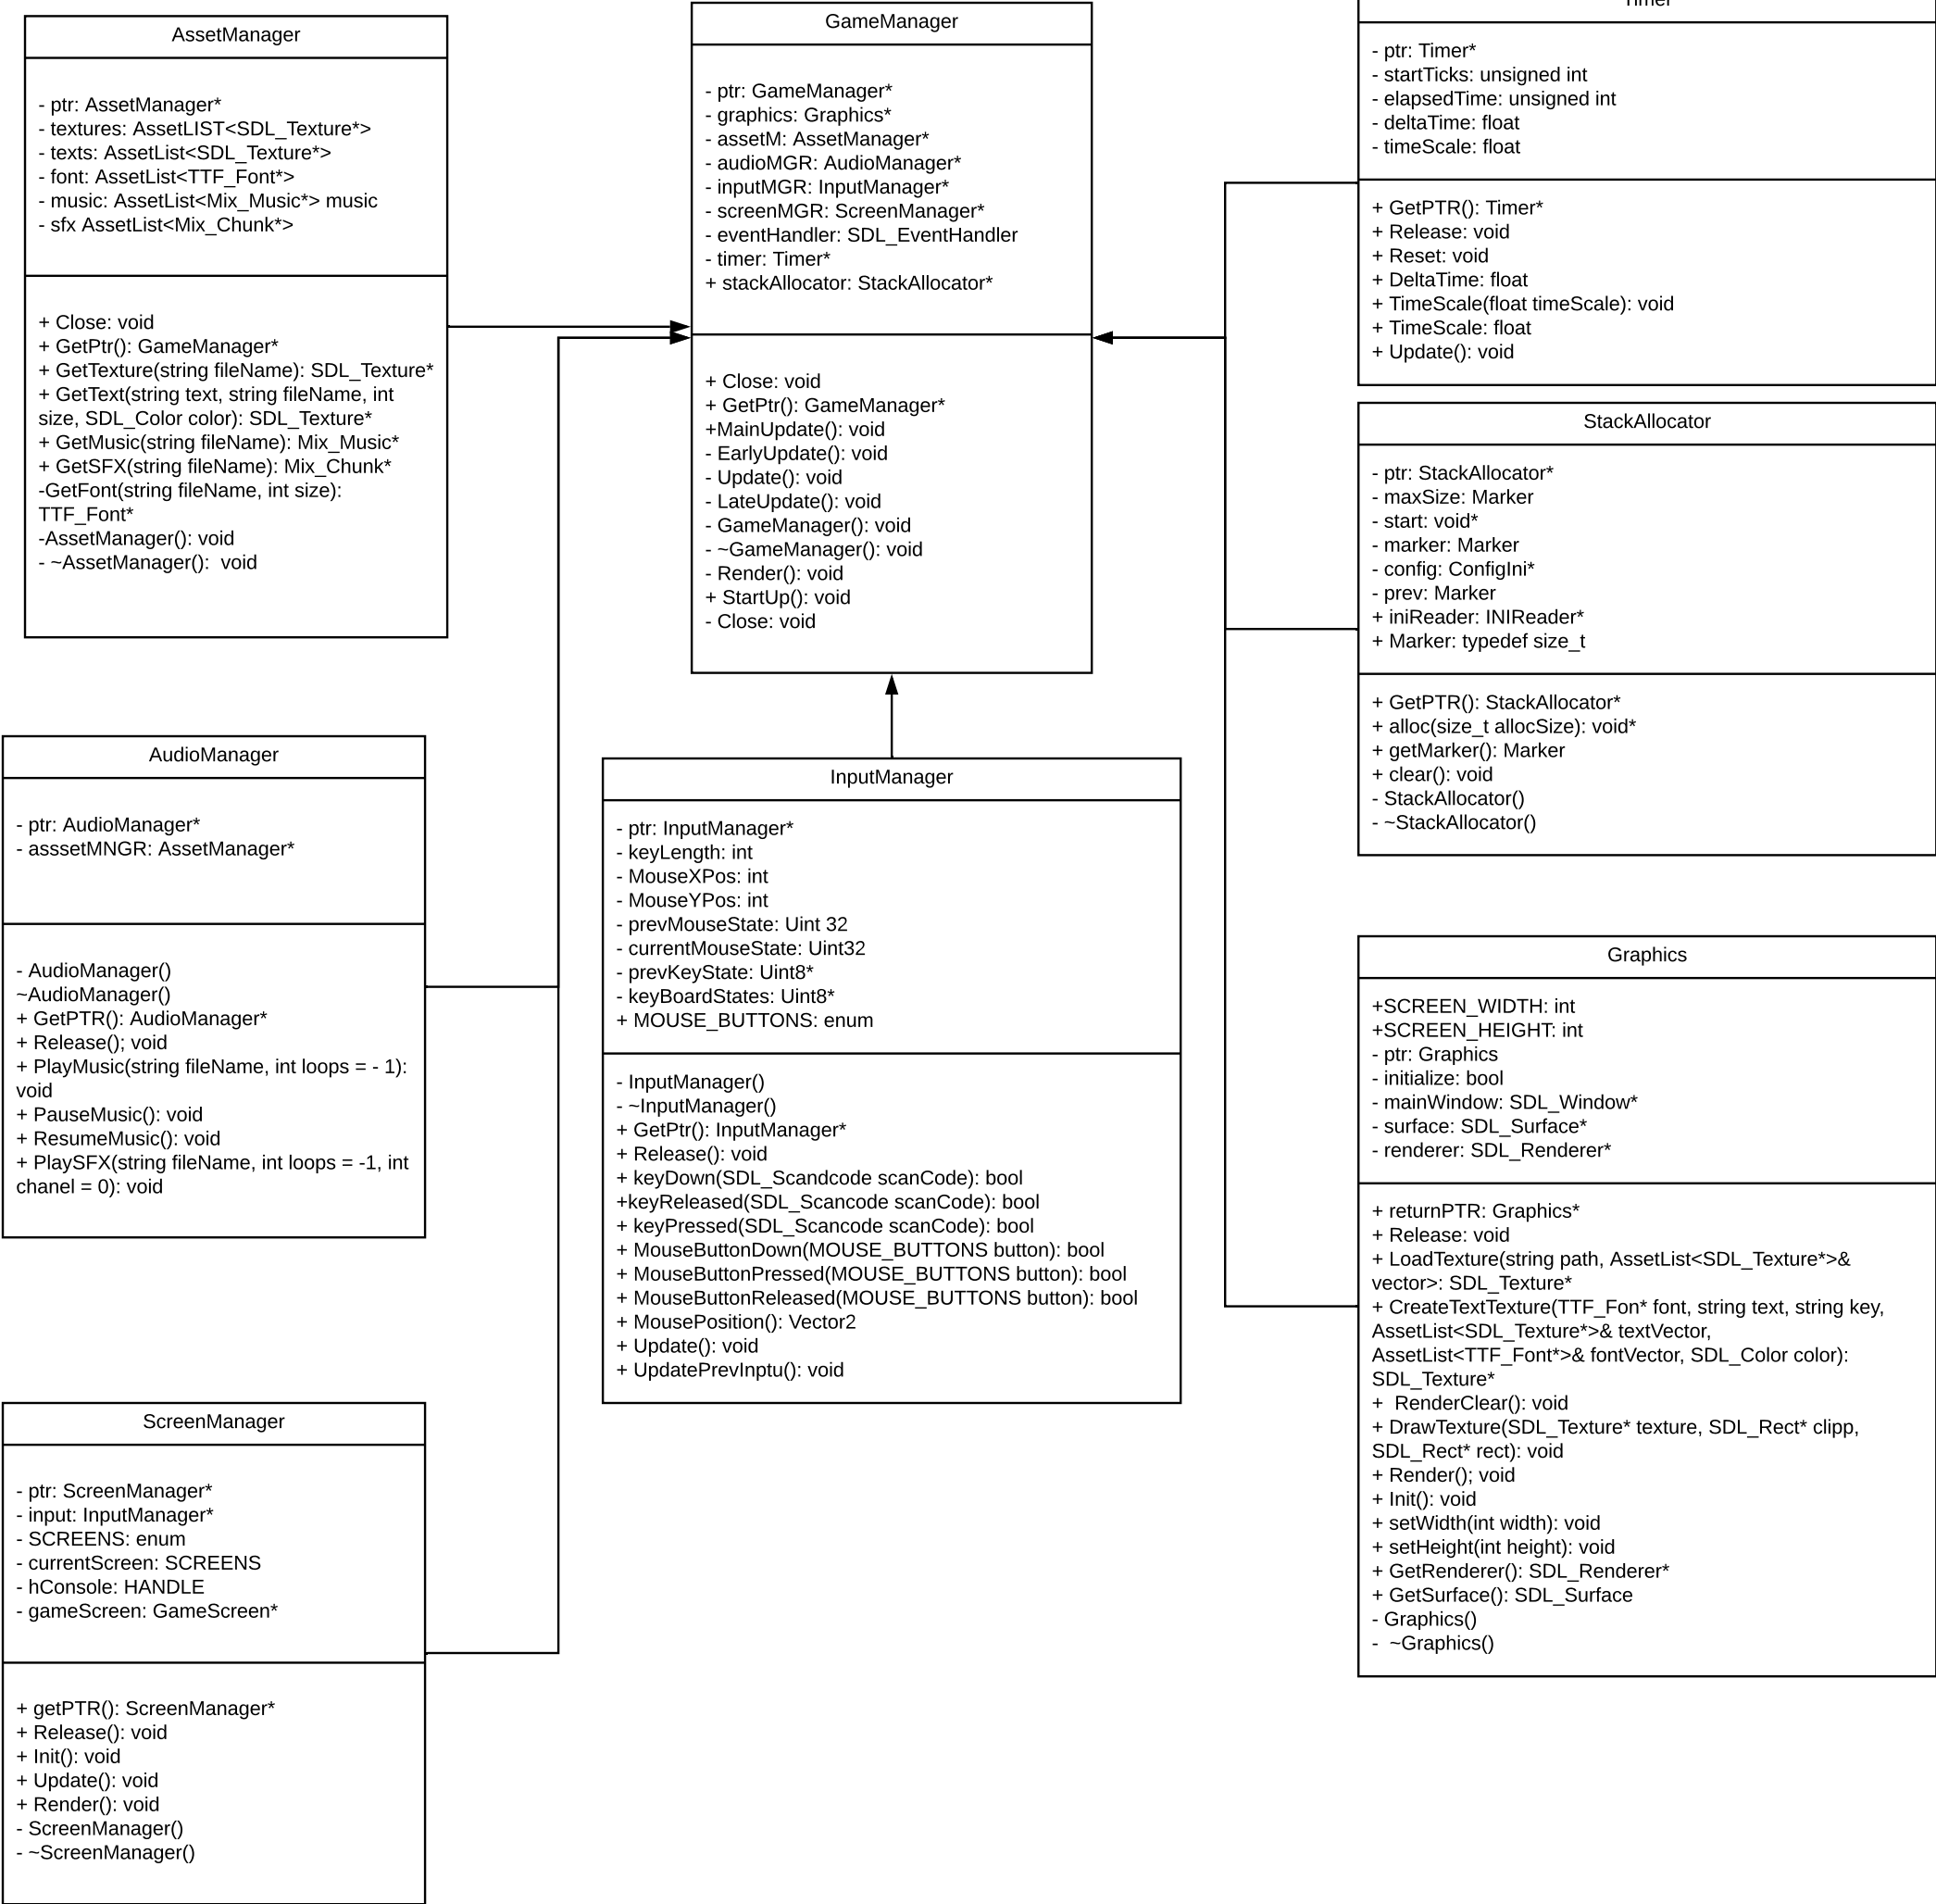 AssetManager
- ptr: AssetManager*
- textures: AssetLIST<SDL_Texture*>
- texts: AssetList<SDL_Texture*>
- font: AssetList<TTF_Font*>
- music: AssetList<Mix_Music*> music
- sfx AssetList<Mix_Chunk*>
+ Close: void
+ GetPtr(): GameManager*
+ GetTexture(string fileName): SDL_Texture*
+ GetText(string text, string fileName, int
size, SDL_Color color): SDL_Texture*
+ GetMusic(string fileName): Mix_Music*
+ GetSFX(string fileName): Mix_Chunk*
-GetFont(string fileName, int size):
TTF_Font*
-AssetManager(): void
- ~AssetManager():  void
GameManager
- ptr: GameManager*
- graphics: Graphics*
- assetM: AssetManager*
- audioMGR: AudioManager*
- inputMGR: InputManager*
- screenMGR: ScreenManager*
- eventHandler: SDL_EventHandler
- timer: Timer*
+ stackAllocator: StackAllocator*
+ Close: void
+ GetPtr(): GameManager*
+MainUpdate(): void
- EarlyUpdate(): void
- Update(): void
- LateUpdate(): void
- GameManager(): void
- ~GameManager(): void
- Render(): void
+ StartUp(): void
- Close: void
Timer
- ptr: Timer*
- startTicks: unsigned int
- elapsedTime: unsigned int
- deltaTime: float
- timeScale: float
+ GetPTR(): Timer*
+ Release: void
+ Reset: void
+ DeltaTime: float
+ TimeScale(float timeScale): void
+ TimeScale: float
+ Update(): void
StackAllocator
- ptr: StackAllocator*
- maxSize: Marker
- start: void*
- marker: Marker
- config: ConfigIni*
- prev: Marker
+ iniReader: INIReader*
+ Marker: typedef size_t
+ GetPTR(): StackAllocator*
+ alloc(size_t allocSize): void*
+ getMarker(): Marker
+ clear(): void
- StackAllocator()
- ~StackAllocator()
AudioManager
- ptr: AudioManager*
- asssetMNGR: AssetManager*
- AudioManager()
~AudioManager()
+ GetPTR(): AudioManager*
+ Release(; void
+ PlayMusic(string fileName, int loops = - 1):
void
+ PauseMusic(): void
+ ResumeMusic(): void
+ PlaySFX(string fileName, int loops = -1, int
chanel = 0): void
InputManager
- ptr: InputManager*
- keyLength: int
- MouseXPos: int
- MouseYPos: int
- prevMouseState: Uint 32
- currentMouseState: Uint32
- prevKeyState: Uint8*
- keyBoardStates: Uint8*
+ MOUSE_BUTTONS: enum
- InputManager()
- ~InputManager()
+ GetPtr(): InputManager*
+ Release(): void
+ keyDown(SDL_Scandcode scanCode): bool
+keyReleased(SDL_Scancode scanCode): bool
+ keyPressed(SDL_Scancode scanCode): bool
+ MouseButtonDown(MOUSE_BUTTONS button): bool
+ MouseButtonPressed(MOUSE_BUTTONS button): bool
+ MouseButtonReleased(MOUSE_BUTTONS button): bool
+ MousePosition(): Vector2
+ Update(): void
+ UpdatePrevInptu(): void
Graphics
+SCREEN_WIDTH: int
+SCREEN_HEIGHT: int
- ptr: Graphics
- initialize: bool
- mainWindow: SDL_Window*
- surface: SDL_Surface*
- renderer: SDL_Renderer*
+ returnPTR: Graphics*
+ Release: void
+ LoadTexture(string path, AssetList<SDL_Texture*>&
vector>: SDL_Texture*
+ CreateTextTexture(TTF_Fon* font, string text, string key,
AssetList<SDL_Texture*>& textVector,
AssetList<TTF_Font*>& fontVector, SDL_Color color):
SDL_Texture*
+  RenderClear(): void
+ DrawTexture(SDL_Texture* texture, SDL_Rect* clipp,
SDL_Rect* rect): void
+ Render(; void
+ Init(): void
+ setWidth(int width): void
+ setHeight(int height): void
+ GetRenderer(): SDL_Renderer*
+ GetSurface(): SDL_Surface
- Graphics()
-  ~Graphics()
ScreenManager
- ptr: ScreenManager*
- input: InputManager*
- SCREENS: enum
- currentScreen: SCREENS
- hConsole: HANDLE
- gameScreen: GameScreen*
+ getPTR(): ScreenManager*
+ Release(): void
+ Init(): void
+ Update(): void
+ Render(): void
- ScreenManager()
- ~ScreenManager()